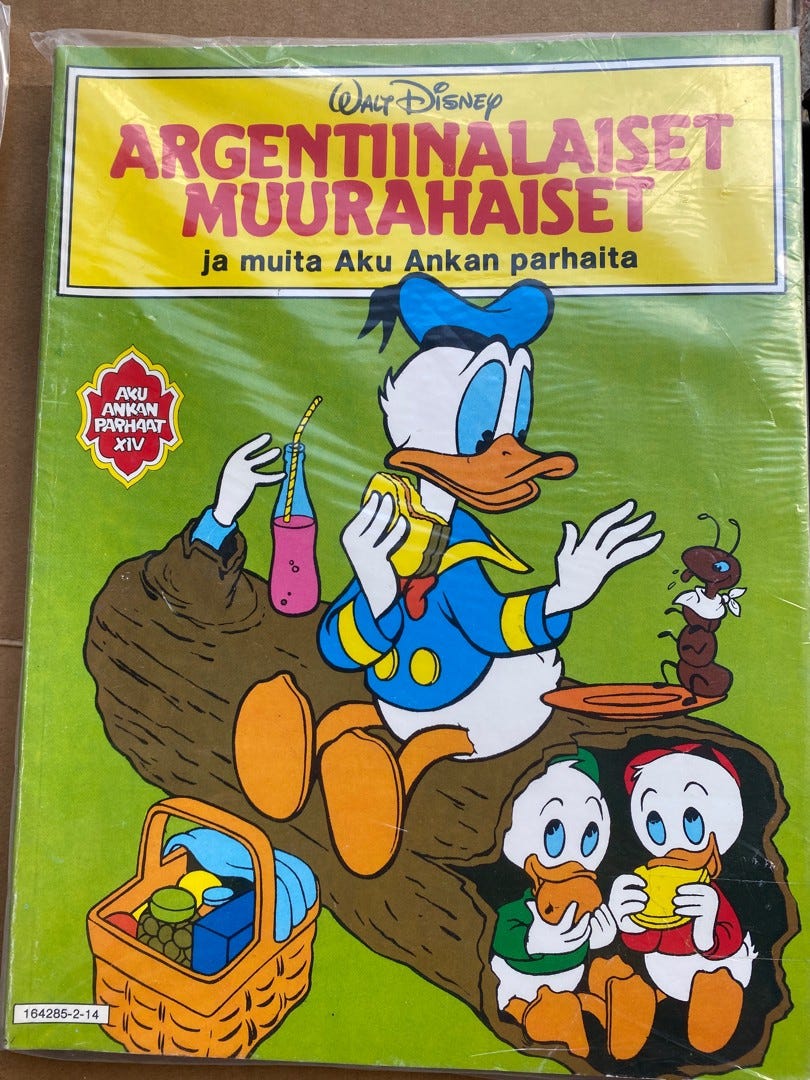 Walt Disney
ARGENTIINALAISET
MUURAHAISET
ja muita Aku Ankan parhaita
AKU
ANKAN
PARHAAT
XIV
164285-2-14